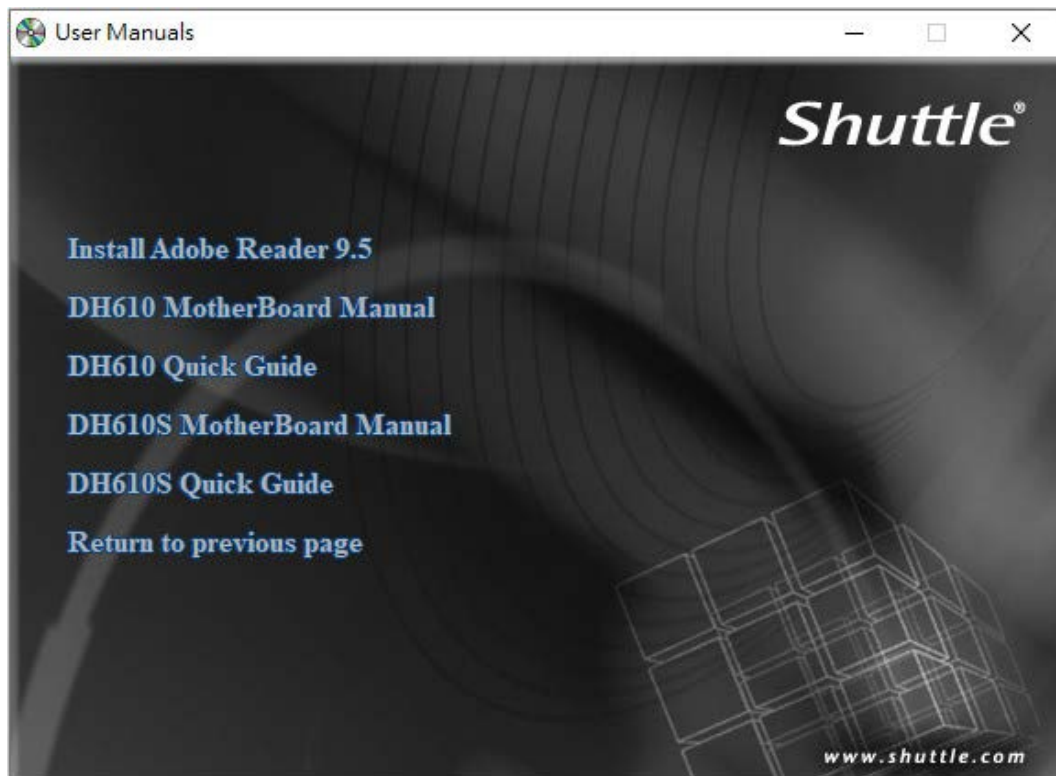 User Manuals
Shuttle®
Install Adobe Reader 9.5
DH610 MotherBoard Manual
DH610 Quick Guide
DH610S MotherBoard Manual
DH610S Quick Guide
Return to previous page
www.shuttle.com